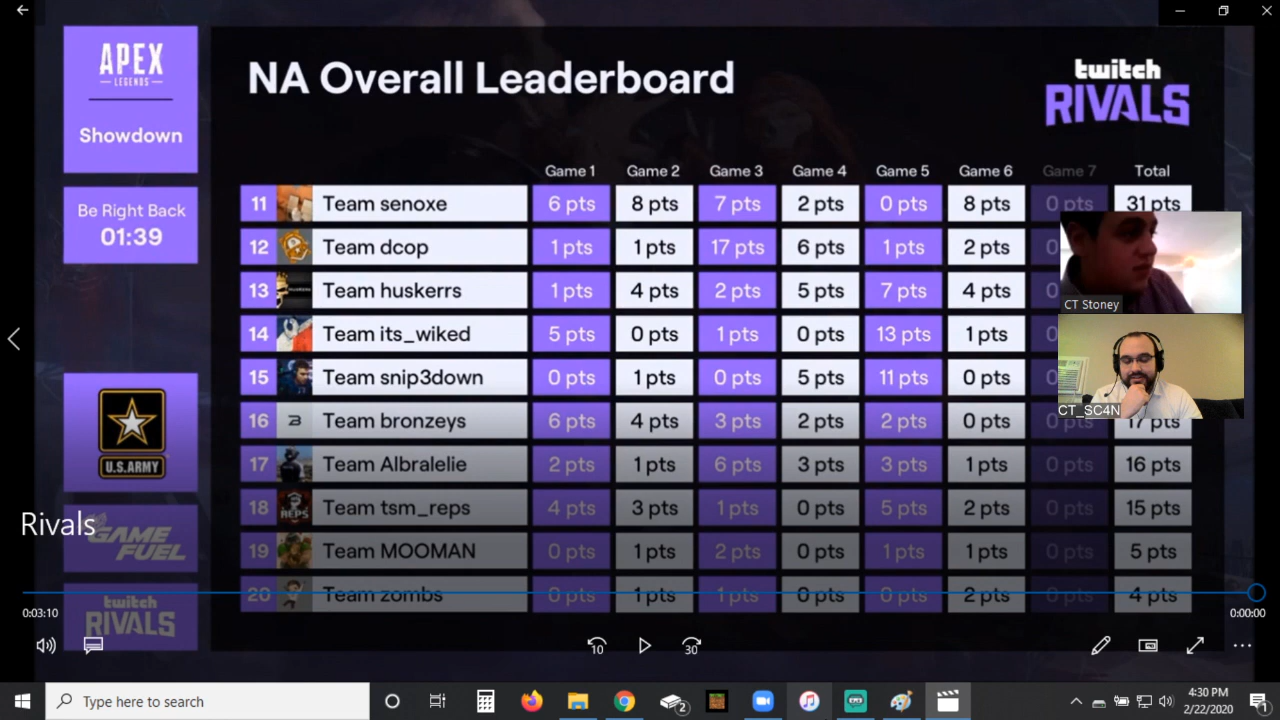 APEX
LEGENDS
Showdown
Be Right Back
01:39
U.S.ARMY
GAME
FUEL
twitch
RIVALS
NA Overall Leaderboard
twitch
RIVALS
Game 1 Game 2 Game 3 Game 4 Game 5 Game 6 Game 7 Total
11 Team senoxe 6 pts 8 pts 7 pts 2 pts 0 pts 8 pts 0 pts 31 pts
12 Team dcop 1 pts 1 pts 17 pts 6 pts 1 pts 2 pts 0
13 Team huskerrs 1 pts 4 pts 2 pts 5 pts 7 pts 4 pts 0
14 Team its_wiked 5 pts 0 pts 1 pts 0 pts 13 pts 1 pts 0
15 Team snip3down 0 pts 1 pts 0 pts 5 pts 11 pts 0 pts 0
16 Team bronzeys 6 pts 4 pts 3 pts 2 pts 2 pts 0 pts 0 pts 17 pts
17 Team Albralelie 2 pts 1 pts 6 pts 3 pts 3 pts 1 pts 0 pts 16 pts
18 REPS Team tsm_reps 4 pts 3 pts 1 pts 0 pts 5 pts 2 pts 0 pts 15 pts
19 Team MOOMAN 0 pts 1 pts 2 pts 0 pts 1 pts 1 pts 0 pts 5 pts
20 Team zombs 0 pts 1 pts 1 pts 0 pts 0 pts 2 pts 0 pts 4 pts
CT Stoney
CT_SC4N
Rivals
0:03:10
0:00:00
10
30
Type here to search
2
4:30 PM
2/22/2020
1